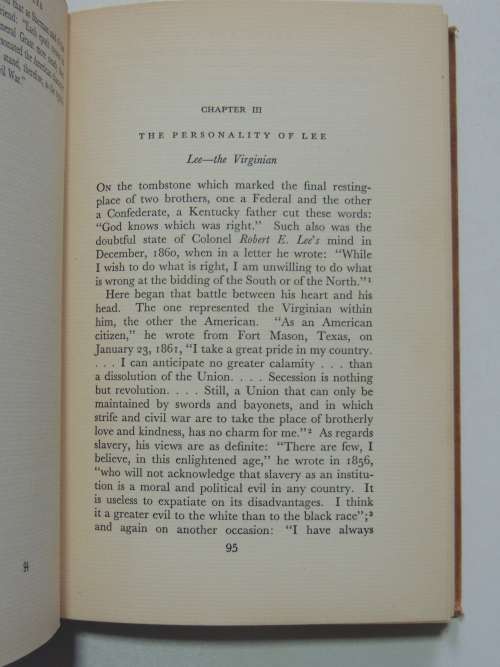 94
CHAPTER III
THE PERSONALITY OF LEE
Lee—the Virginian
ON the tombstone which marked the final resting-
place of two brothers, one a Federal and the other
a Confederate, a Kentucky father cut these words:
“God knows which was right.” Such also was the
doubtful state of Colonel Robert E. Lee's mind in
December, 1860, when in a letter he wrote: “While
I wish to do what is right, I am unwilling to do what
is wrong at the bidding of the South or of the North.”1
Here began that battle between his heart and his
head. The one represented the Virginian within
him, the other the American. “As an American
citizen,” he wrote from Fort Mason, Texas, on
January 23, 1861, “I take a great pride in my country.
. . . I can anticipate no greater calamity . . . than
a dissolution of the Union. . . . Secession is nothing
but revolution. . . . Still, a Union that can only be
maintained by swords and bayonets, and in which
strife and civil war are to take the place of brotherly
love and kindness, has no charm for me.”2 As regards
slavery, his views are as definite: “There are few, I
believe, in this enlightened age,” he wrote in 1856,
“who will not acknowledge that slavery as an institu-
tion is a moral and political evil in any country. It
is useless to expatiate on its disadvantages. I think
it a greater evil to the white than to the black race”;3
and again on another occasion: “I have always
95